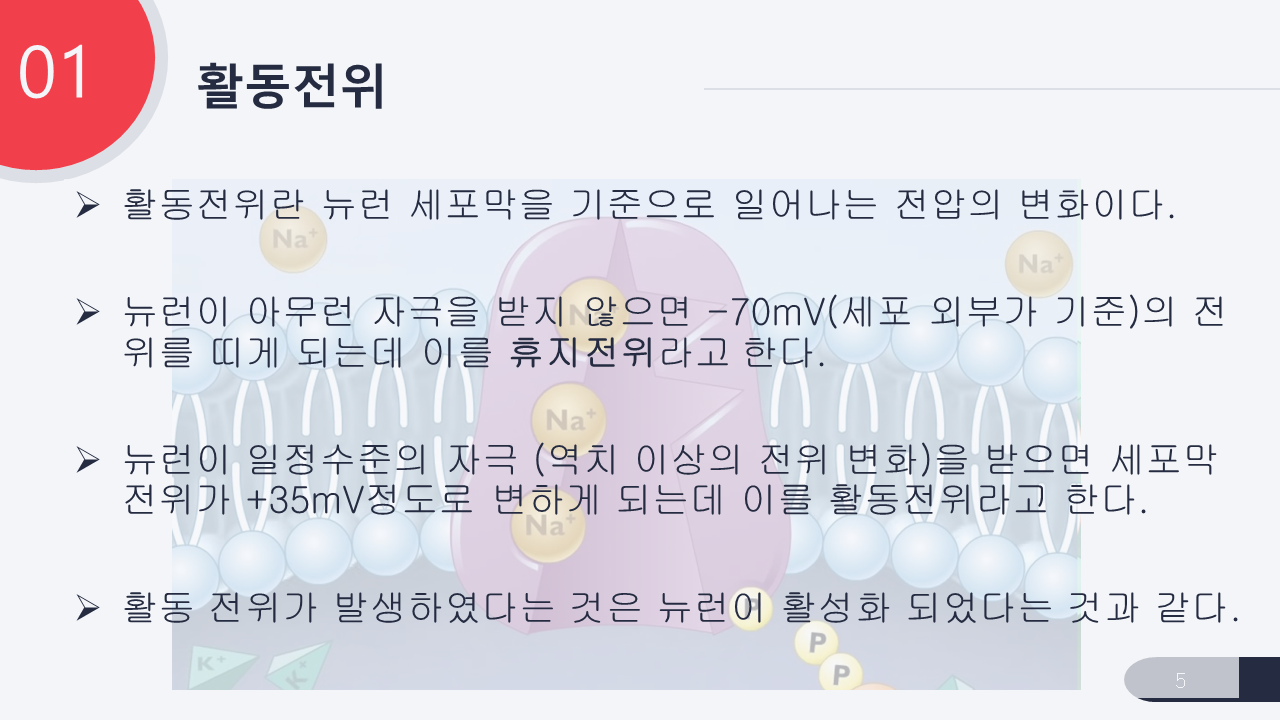 01
활동전위
➢ 활동전위란 뉴런 세포막을 기준으로 일어나는 전압의 변화이다.
➢ 뉴런이 아무런 자극을 받지 않으면 -70mV(세포 외부가 기준)의 전
위를 띠게 되는데 이를 휴지전위라고 한다.
➢ 뉴런이 일정수준의 자극 (역치 이상의 전위 변화)을 받으면 세포막
전위가 +35mV정도로 변하게 되는데 이를 활동전위라고 한다.
➢ 활동 전위가 발생하였다는 것은 뉴런이 활성화 되었다는 것과 같다.
Na⁺
Na⁺
Na⁺
Na⁺
Na⁺
P
P
P
K⁺
K⁺
5